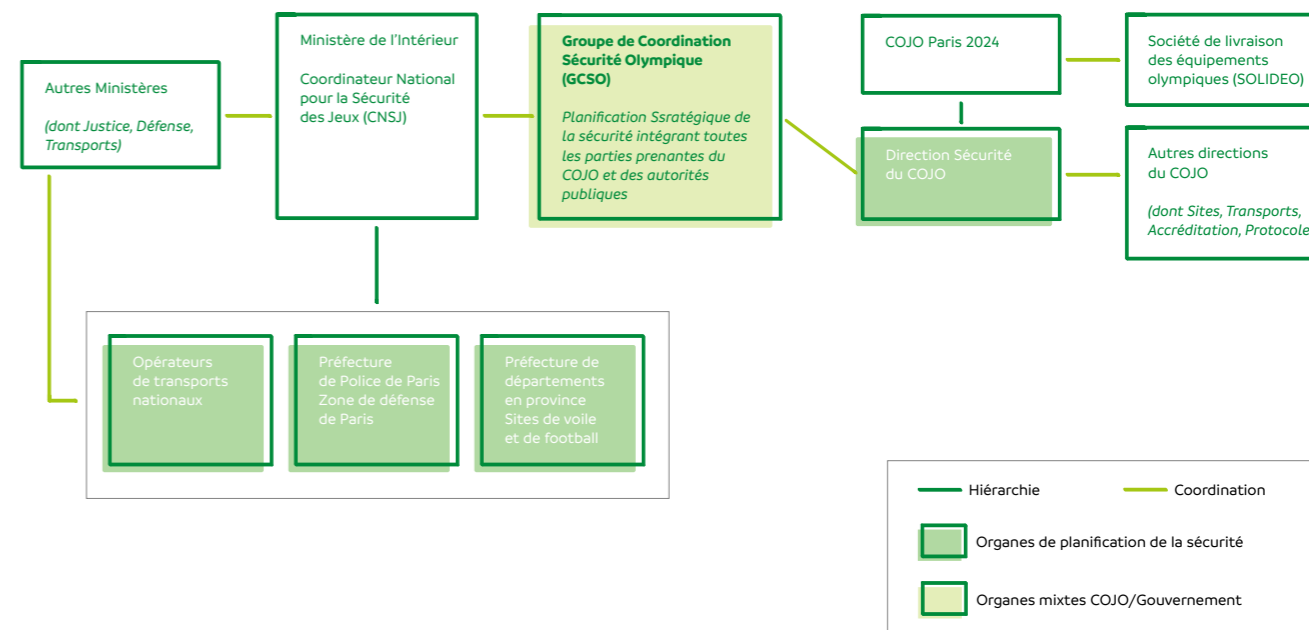 Autres Ministères
(dont Justice, Défense,
Transports)
Ministère de l'Intérieur
Coordinateur National
pour la Sécurité
des Jeux (CNSJ)
Groupe de Coordination
Sécurité Olympique
(GCSO)
Planification Ssratégique de
la sécurité intégrant toutes
les parties prenantes du
COJO et des autorités
publiques
COJO Paris 2024
Direction Sécurité
du COJO
Société de livraison
des équipements
olympiques (SOLIDEO)
Autres directions
du COJO
(dont Sites, Transports,
Accréditation, Protocole
Opérateurs
de transports
nationaux
Préfecture
de Police de Paris
Zone de défense
de Paris
Préfecture de
départements
en province
Sites de voile
et de football
Hiérarchie
Coordination
Organes de planification de la sécurité
Organes mixtes COJO/Gouvernement